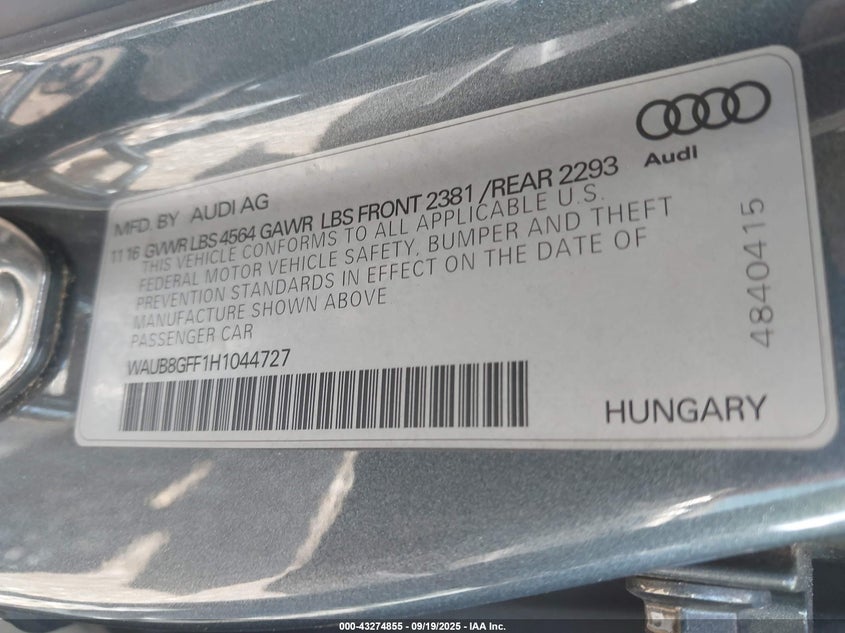 Audi
MFD. BY AUDI AG
11 16 GVWR LBS 4564 GAWR LBS FRONT 2381 /REAR 2293
THIS VEHICLE CONFORMS TO ALL APPLICABLE U.S.
FEDERAL MOTOR VEHICLE SAFETY, BUMPER AND THEFT
PREVENTION STANDARDS IN EFFECT ON THE DATE OF
MANUFACTURE SHOWN ABOVE
PASSENGER CAR
WAUB8GFF1H1044727
HUNGARY
4840415
000-43274855 - 09/19/2025 - IAA Inc.